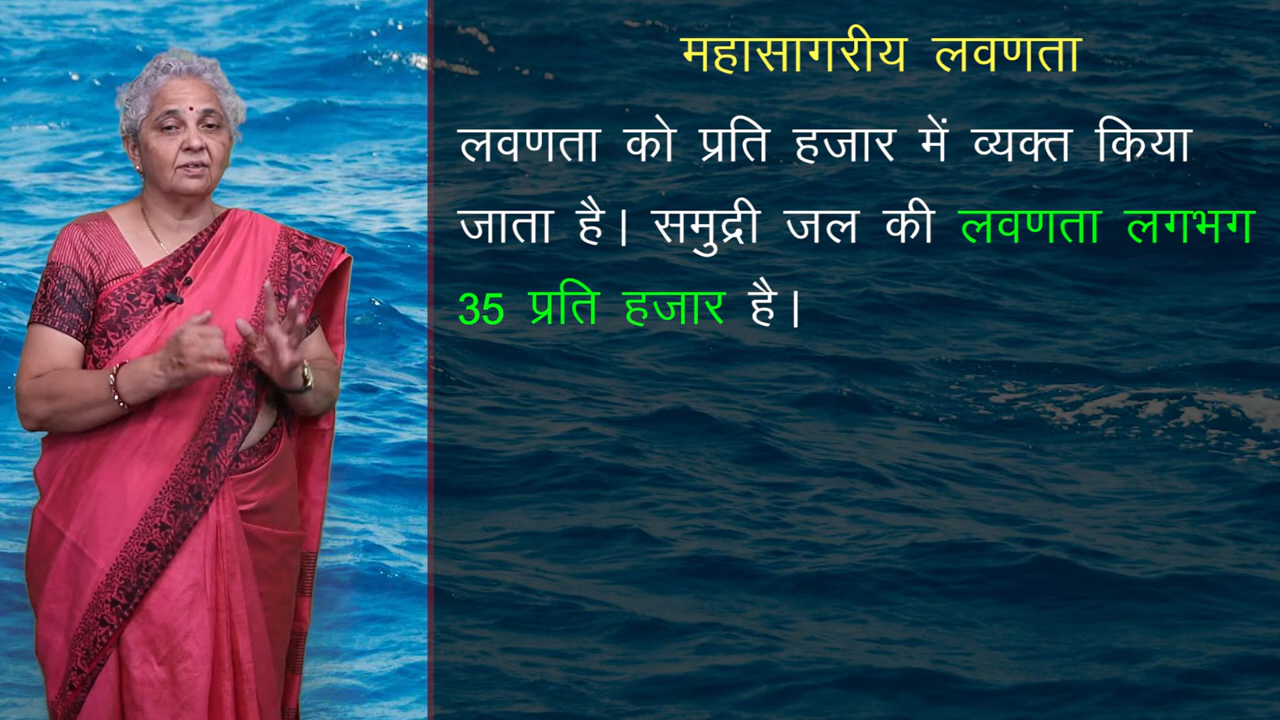 महासागरीय लवणता
लवणता को प्रति हजार में व्यक्त किया
जाता है। समुद्री जल की लवणता लगभग
35 प्रति हजार है।